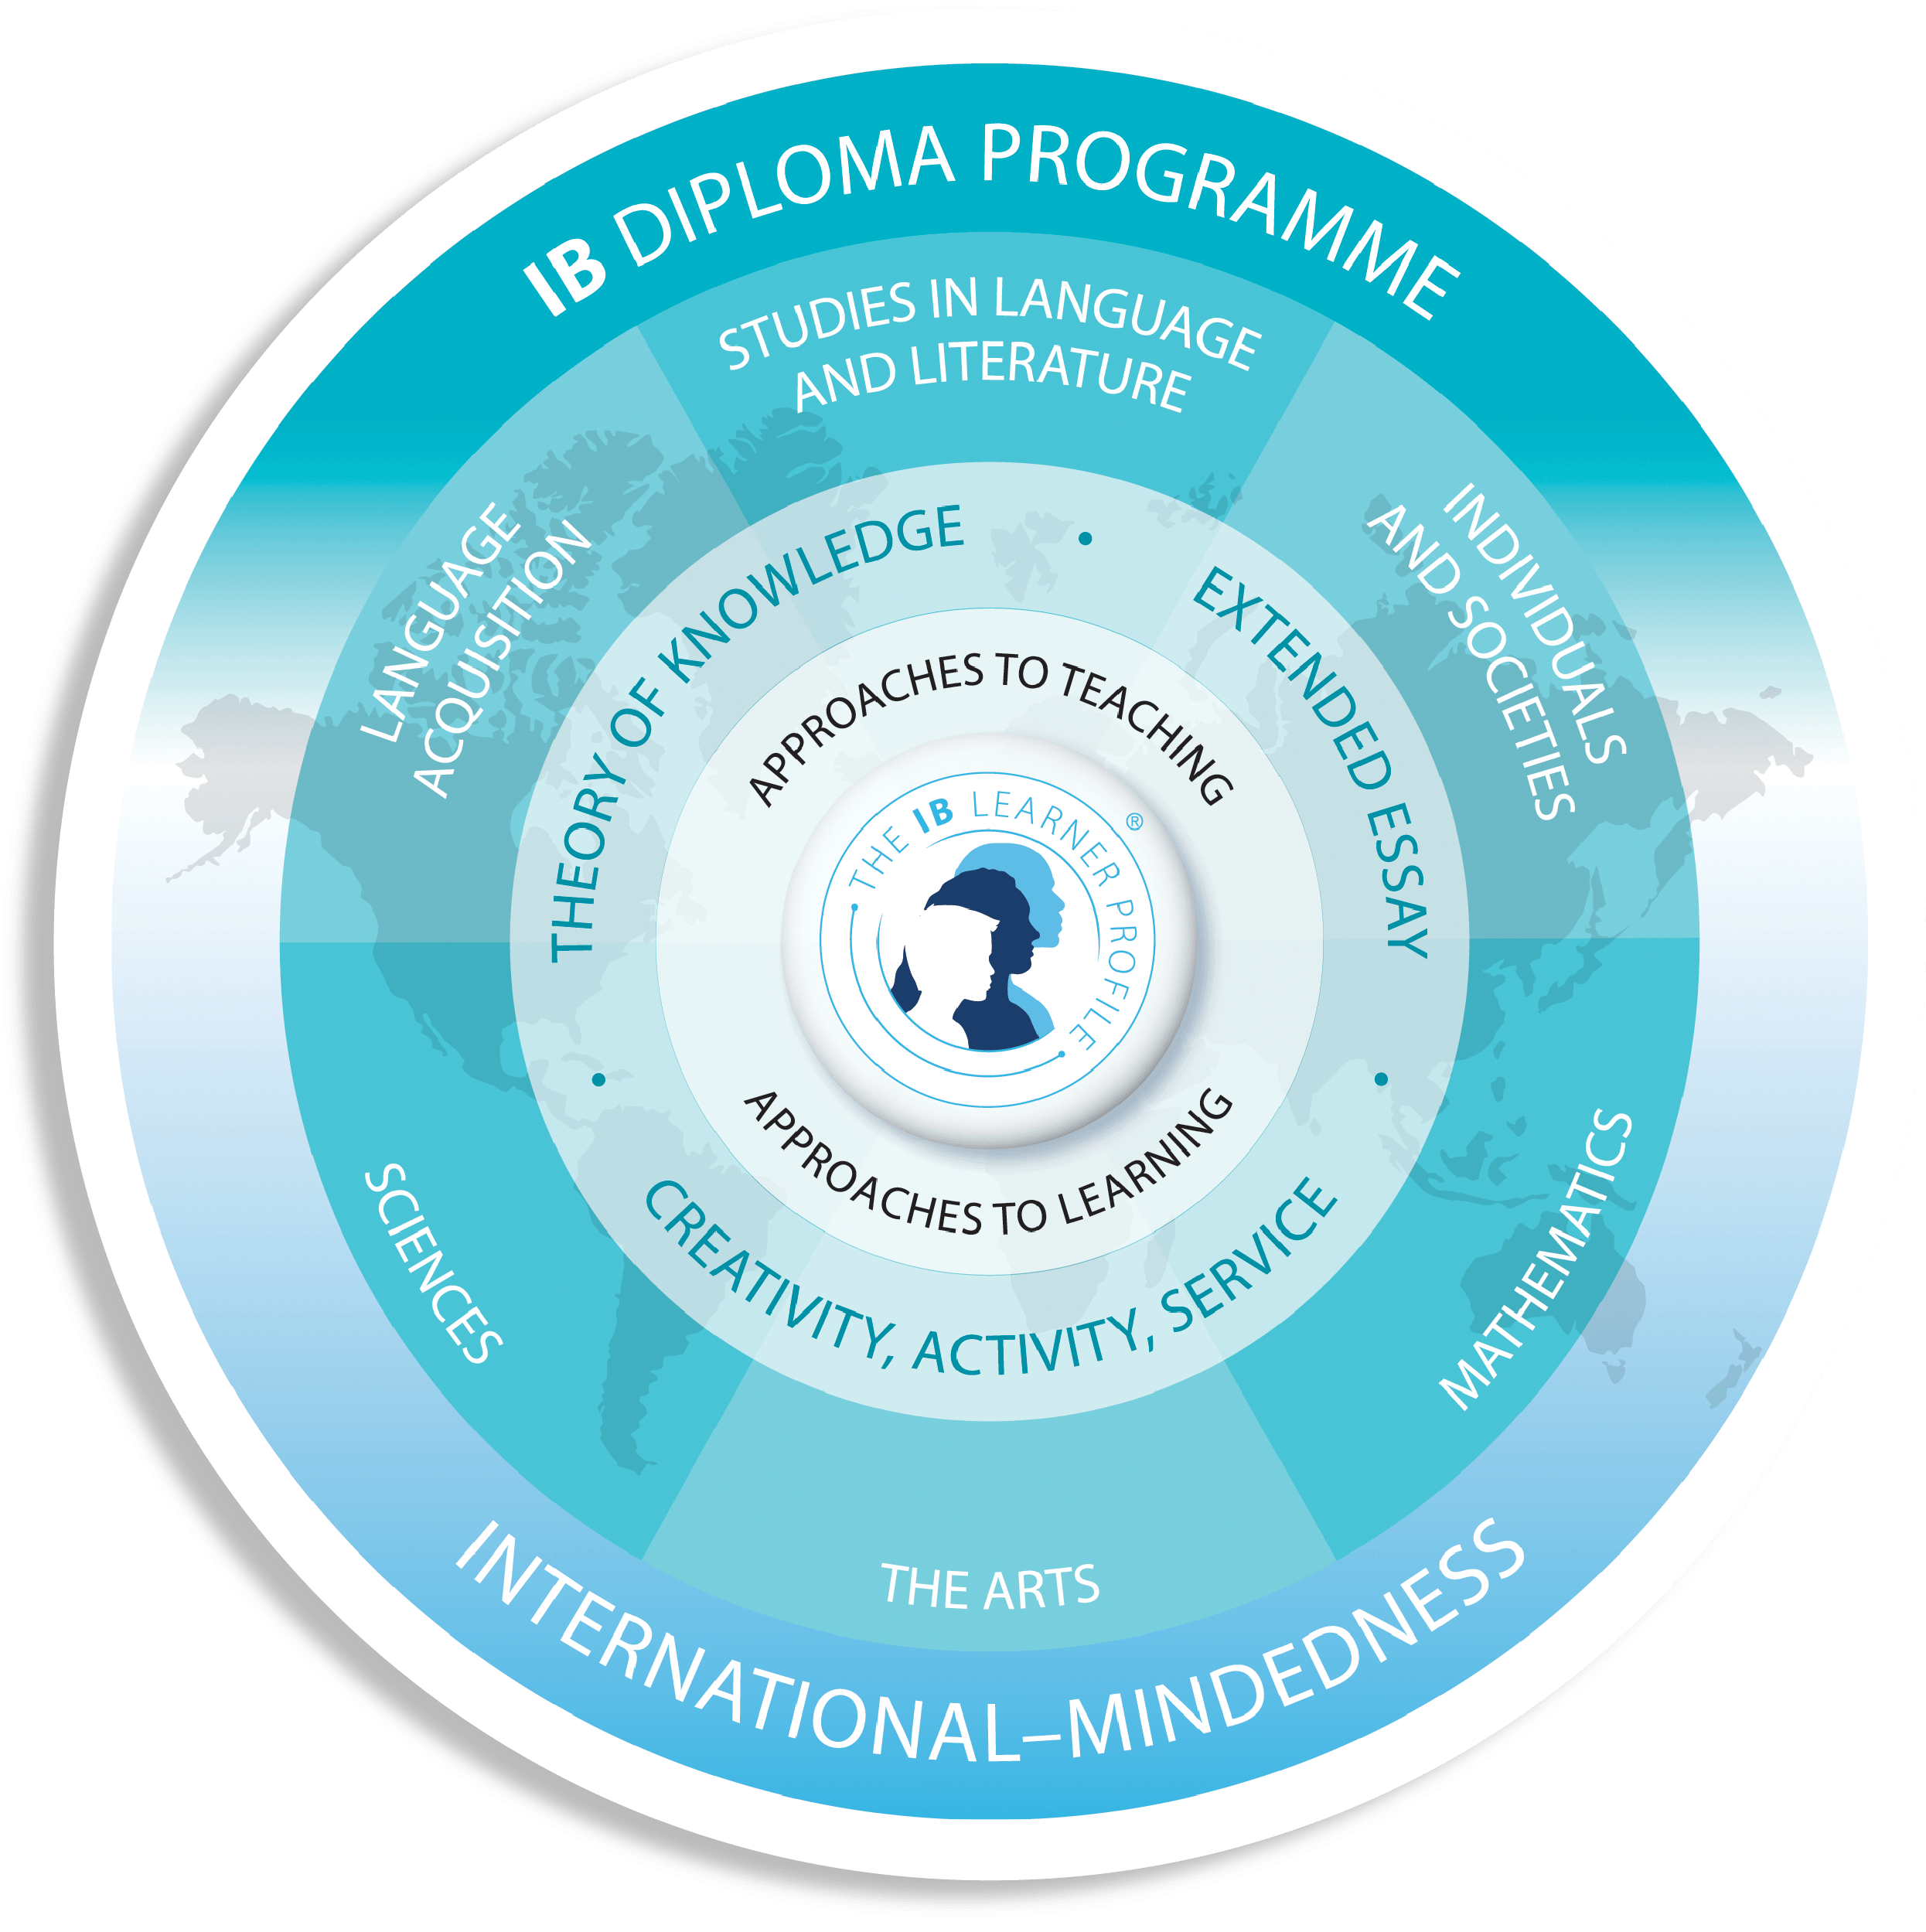 IB DIPLOMA PROGRAMME
STUDIES IN LANGUAGE
AND LITERATURE
LANGUAGE
ACQUISITION
INDIVIDUALS
AND SOCIETIES
THEORY OF KNOWLEDGE
EXTENDED ESSAY
APPROACHES TO TEACHING
THE IB LEARNER PROFILE ®
APPROACHES TO LEARNING
CREATIVITY, ACTIVITY, SERVICE
SCIENCES
MATHEMATICS
THE ARTS
INTERNATIONAL–MINDEDNESS